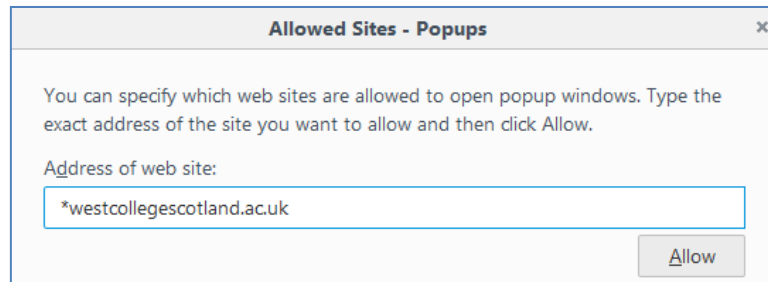 Allowed Sites - Popups
You can specify which web sites are allowed to open popup windows. Type the
exact address of the site you want to allow and then click Allow.
Address of web site:
*westcollegescotland.ac.uk
Allow